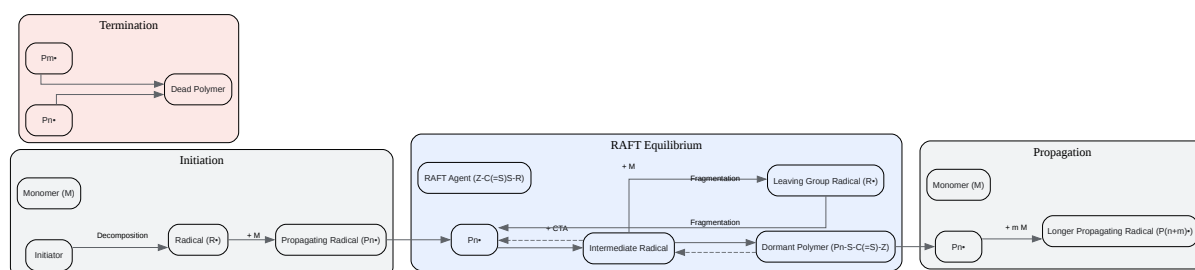 Termination
Pm•
Dead Polymer
Pn•
Initiation
Monomer (M)
Decomposition
Initiator
Radical (R•)
+ M
Propagating Radical (Pn•)
RAFT Equilibrium
RAFT Agent (Z-C(=S)S-R)
+ M
Fragmentation
Leaving Group Radical (R•)
Pn•
+ CTA
Fragmentation
Intermediate Radical
Dormant Polymer (Pn-S-C(=S)-Z)
Propagation
Monomer (M)
Pn•
+ m M
Longer Propagating Radical (P(n+m)•)